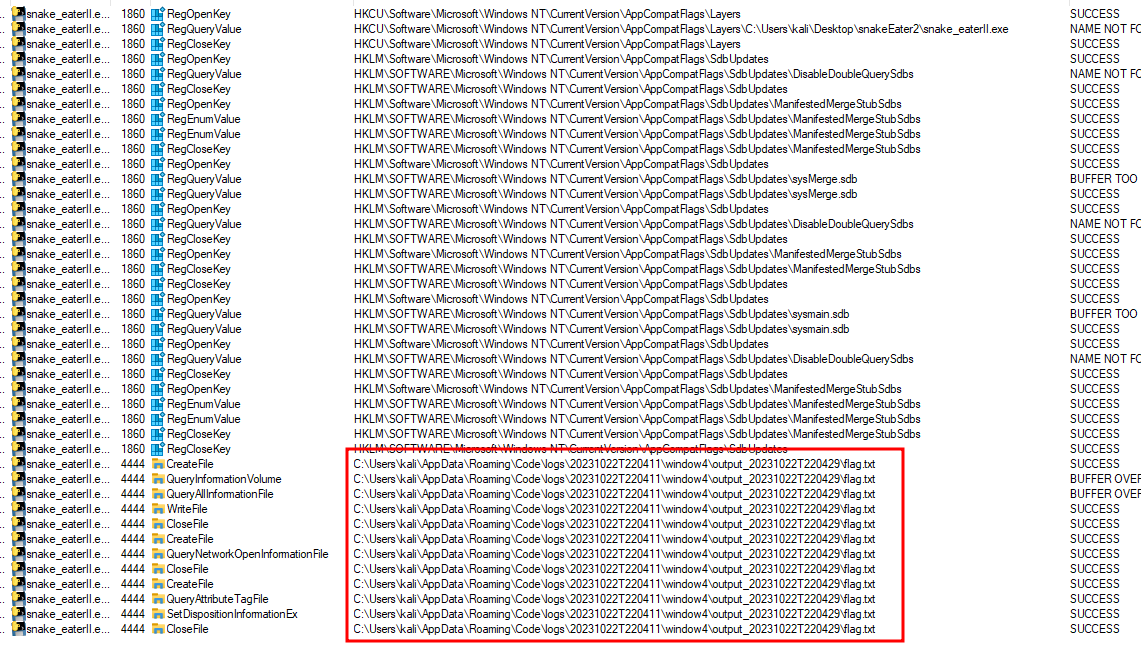 snake_eaterII.e... 1860 RegOpenKey HKCU\Software\Microsoft\Windows NT\CurrentVersion\AppCompatFlags\Layers SUCCESS
snake_eaterII.e... 1860 RegQueryValue HKCU\Software\Microsoft\Windows NT\CurrentVersion\AppCompatFlags\Layers\C:\Users\kali\Desktop\snakeEater2\snake_eaterII.exe NAME NOT FO
snake_eaterII.e... 1860 RegCloseKey HKCU\Software\Microsoft\Windows NT\CurrentVersion\AppCompatFlags\Layers SUCCESS
snake_eaterII.e... 1860 RegOpenKey HKLM\Software\Microsoft\Windows NT\CurrentVersion\AppCompatFlags\SdbUpdates SUCCESS
snake_eaterII.e... 1860 RegQueryValue HKLM\SOFTWARE\Microsoft\Windows NT\CurrentVersion\AppCompatFlags\SdbUpdates\DisableDoubleQuerySdbs NAME NOT FO
snake_eaterII.e... 1860 RegCloseKey HKLM\SOFTWARE\Microsoft\Windows NT\CurrentVersion\AppCompatFlags\SdbUpdates SUCCESS
snake_eaterII.e... 1860 RegOpenKey HKLM\Software\Microsoft\Windows NT\CurrentVersion\AppCompatFlags\SdbUpdates\ManifestedMergeStubSdbs SUCCESS
snake_eaterII.e... 1860 RegEnumValue HKLM\SOFTWARE\Microsoft\Windows NT\CurrentVersion\AppCompatFlags\SdbUpdates\ManifestedMergeStubSdbs SUCCESS
snake_eaterII.e... 1860 RegEnumValue HKLM\SOFTWARE\Microsoft\Windows NT\CurrentVersion\AppCompatFlags\SdbUpdates\ManifestedMergeStubSdbs SUCCESS
snake_eaterII.e... 1860 RegCloseKey HKLM\SOFTWARE\Microsoft\Windows NT\CurrentVersion\AppCompatFlags\SdbUpdates\ManifestedMergeStubSdbs SUCCESS
snake_eaterII.e... 1860 RegOpenKey HKLM\Software\Microsoft\Windows NT\CurrentVersion\AppCompatFlags\SdbUpdates SUCCESS
snake_eaterII.e... 1860 RegQueryValue HKLM\SOFTWARE\Microsoft\Windows NT\CurrentVersion\AppCompatFlags\SdbUpdates\sysMerge.sdb BUFFER TOO
snake_eaterII.e... 1860 RegQueryValue HKLM\SOFTWARE\Microsoft\Windows NT\CurrentVersion\AppCompatFlags\SdbUpdates\sysMerge.sdb SUCCESS
snake_eaterII.e... 1860 RegOpenKey HKLM\Software\Microsoft\Windows NT\CurrentVersion\AppCompatFlags\SdbUpdates SUCCESS
snake_eaterII.e... 1860 RegQueryValue HKLM\SOFTWARE\Microsoft\Windows NT\CurrentVersion\AppCompatFlags\SdbUpdates\DisableDoubleQuerySdbs NAME NOT FO
snake_eaterII.e... 1860 RegCloseKey HKLM\SOFTWARE\Microsoft\Windows NT\CurrentVersion\AppCompatFlags\SdbUpdates SUCCESS
snake_eaterII.e... 1860 RegOpenKey HKLM\Software\Microsoft\Windows NT\CurrentVersion\AppCompatFlags\SdbUpdates\ManifestedMergeStubSdbs SUCCESS
snake_eaterII.e... 1860 RegCloseKey HKLM\SOFTWARE\Microsoft\Windows NT\CurrentVersion\AppCompatFlags\SdbUpdates\ManifestedMergeStubSdbs SUCCESS
snake_eaterII.e... 1860 RegCloseKey HKLM\SOFTWARE\Microsoft\Windows NT\CurrentVersion\AppCompatFlags\SdbUpdates SUCCESS
snake_eaterII.e... 1860 RegOpenKey HKLM\Software\Microsoft\Windows NT\CurrentVersion\AppCompatFlags\SdbUpdates SUCCESS
snake_eaterII.e... 1860 RegQueryValue HKLM\SOFTWARE\Microsoft\Windows NT\CurrentVersion\AppCompatFlags\SdbUpdates\sysmain.sdb BUFFER TOO
snake_eaterII.e... 1860 RegQueryValue HKLM\SOFTWARE\Microsoft\Windows NT\CurrentVersion\AppCompatFlags\SdbUpdates\sysmain.sdb SUCCESS
snake_eaterII.e... 1860 RegOpenKey HKLM\Software\Microsoft\Windows NT\CurrentVersion\AppCompatFlags\SdbUpdates SUCCESS
snake_eaterII.e... 1860 RegQueryValue HKLM\SOFTWARE\Microsoft\Windows NT\CurrentVersion\AppCompatFlags\SdbUpdates\DisableDoubleQuerySdbs NAME NOT FO
snake_eaterII.e... 1860 RegCloseKey HKLM\SOFTWARE\Microsoft\Windows NT\CurrentVersion\AppCompatFlags\SdbUpdates SUCCESS
snake_eaterII.e... 1860 RegOpenKey HKLM\Software\Microsoft\Windows NT\CurrentVersion\AppCompatFlags\SdbUpdates\ManifestedMergeStubSdbs SUCCESS
snake_eaterII.e... 1860 RegEnumValue HKLM\SOFTWARE\Microsoft\Windows NT\CurrentVersion\AppCompatFlags\SdbUpdates\ManifestedMergeStubSdbs SUCCESS
snake_eaterII.e... 1860 RegEnumValue HKLM\SOFTWARE\Microsoft\Windows NT\CurrentVersion\AppCompatFlags\SdbUpdates\ManifestedMergeStubSdbs SUCCESS
snake_eaterII.e... 1860 RegCloseKey HKLM\SOFTWARE\Microsoft\Windows NT\CurrentVersion\AppCompatFlags\SdbUpdates\ManifestedMergeStubSdbs SUCCESS
snake_eaterII.e... 1860 RegCloseKey HKLM\SOFTWARE\Microsoft\Windows NT\CurrentVersion\AppCompatFlags\SdbUpdates SUCCESS
snake_eaterII.e... 4444 CreateFile C:\Users\kali\AppData\Roaming\Code\logs\20231022T220411\window4\output_20231022T220429\flag.txt SUCCESS
snake_eaterII.e... 4444 QueryInformationVolume C:\Users\kali\AppData\Roaming\Code\logs\20231022T220411\window4\output_20231022T220429\flag.txt BUFFER OVER
snake_eaterII.e... 4444 QueryAllInformationFile C:\Users\kali\AppData\Roaming\Code\logs\20231022T220411\window4\output_20231022T220429\flag.txt BUFFER OVER
snake_eaterII.e... 4444 WriteFile C:\Users\kali\AppData\Roaming\Code\logs\20231022T220411\window4\output_20231022T220429\flag.txt SUCCESS
snake_eaterII.e... 4444 CloseFile C:\Users\kali\AppData\Roaming\Code\logs\20231022T220411\window4\output_20231022T220429\flag.txt SUCCESS
snake_eaterII.e... 4444 CreateFile C:\Users\kali\AppData\Roaming\Code\logs\20231022T220411\window4\output_20231022T220429\flag.txt SUCCESS
snake_eaterII.e... 4444 QueryNetworkOpenInformationFile C:\Users\kali\AppData\Roaming\Code\logs\20231022T220411\window4\output_20231022T220429\flag.txt SUCCESS
snake_eaterII.e... 4444 CloseFile C:\Users\kali\AppData\Roaming\Code\logs\20231022T220411\window4\output_20231022T220429\flag.txt SUCCESS
snake_eaterII.e... 4444 CreateFile C:\Users\kali\AppData\Roaming\Code\logs\20231022T220411\window4\output_20231022T220429\flag.txt SUCCESS
snake_eaterII.e... 4444 QueryAttributeTagFile C:\Users\kali\AppData\Roaming\Code\logs\20231022T220411\window4\output_20231022T220429\flag.txt SUCCESS
snake_eaterII.e... 4444 SetDispositionInformationEx C:\Users\kali\AppData\Roaming\Code\logs\20231022T220411\window4\output_20231022T220429\flag.txt SUCCESS
snake_eaterII.e... 4444 CloseFile C:\Users\kali\AppData\Roaming\Code\logs\20231022T220411\window4\output_20231022T220429\flag.txt SUCCESS